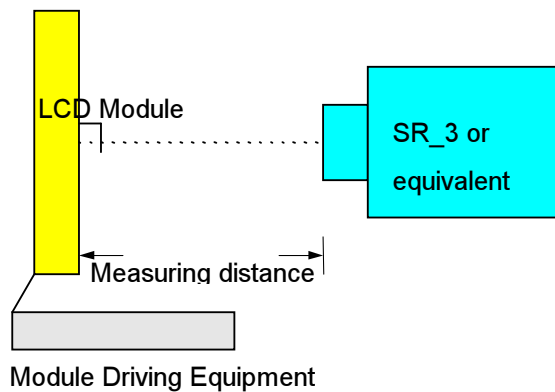 LCD Module
SR_3 or
equivalent
Measuring distance
Module Driving Equipment